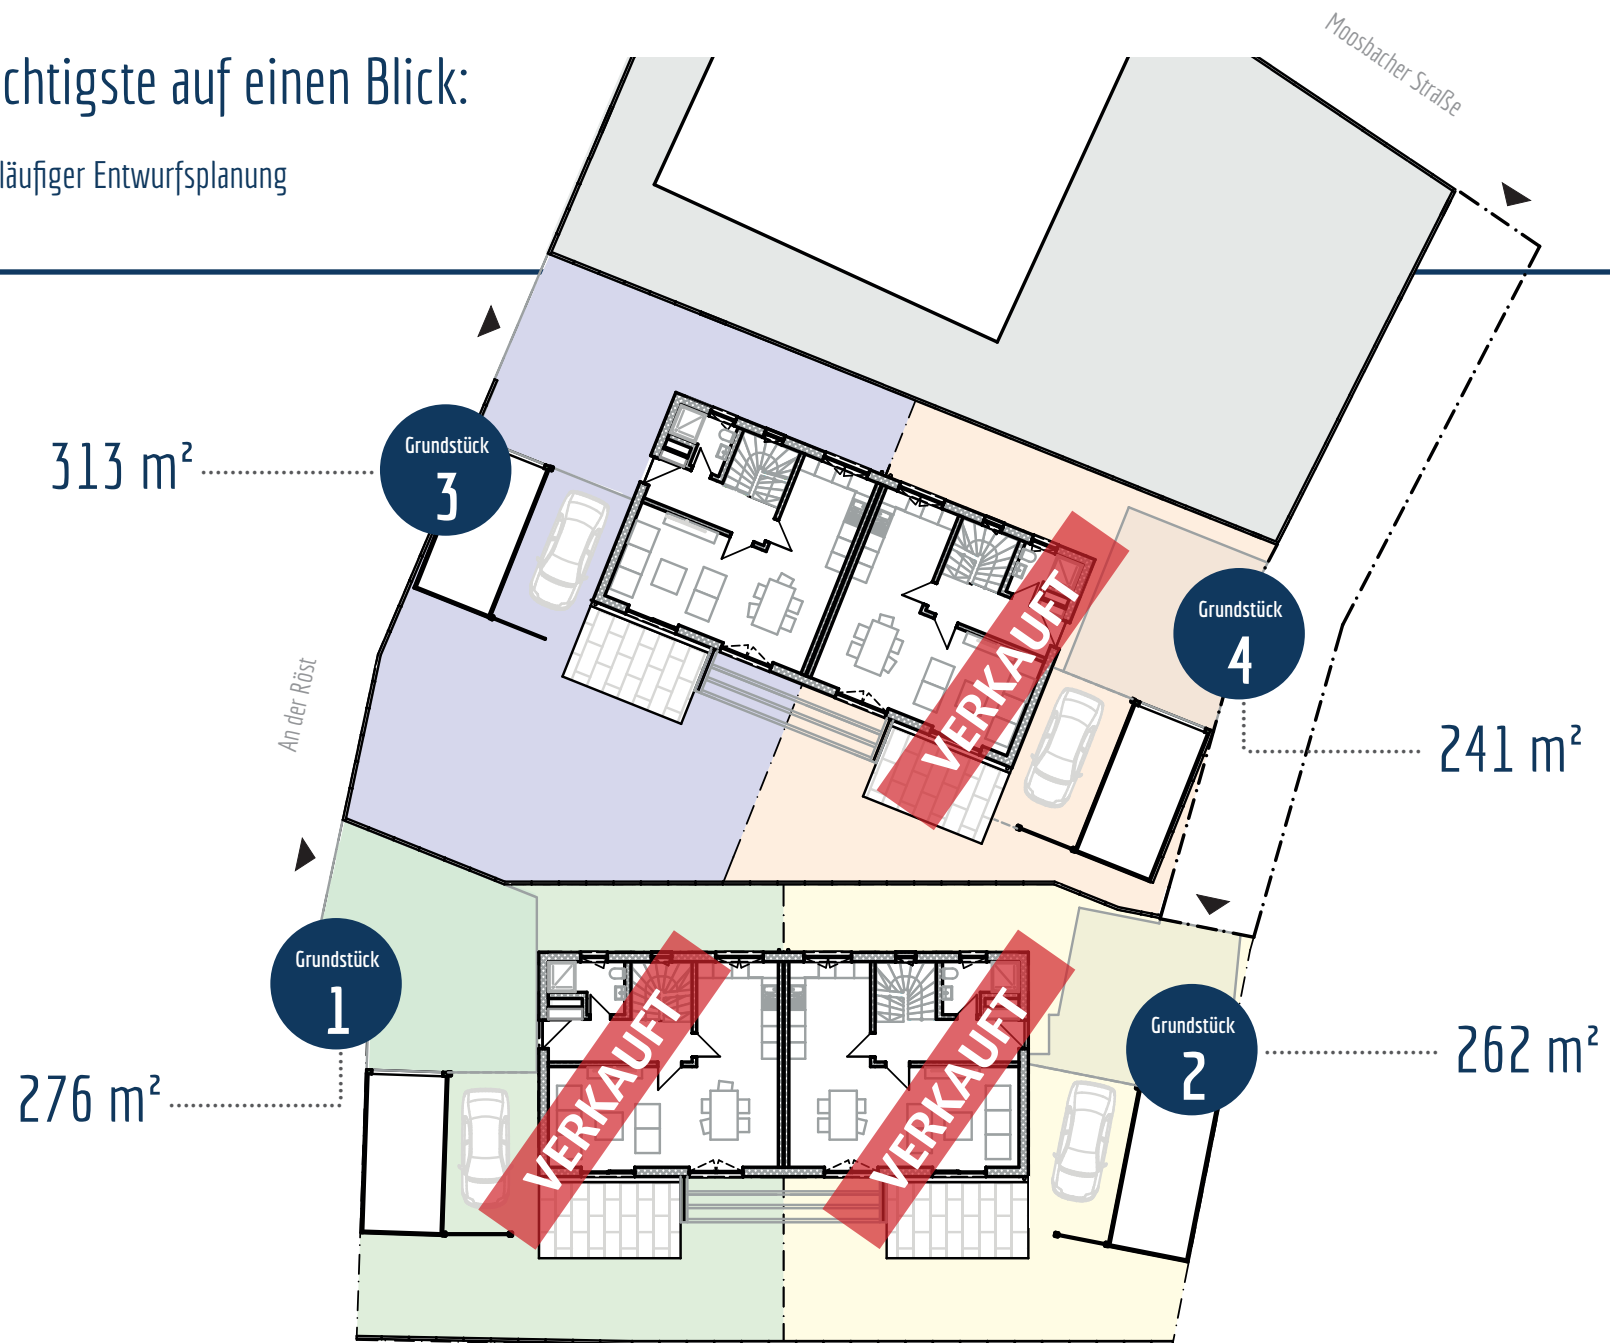 chtigste auf einen Blick:
läufiger Entwurfsplanung
Moosbacher Straße
313 m²
Grundstück
3
An der Röst
VERKAUFT
Grundstück
4
241 m²
Grundstück
1
276 m²
VERKAUFT
VERKAUFT
Grundstück
2
262 m²